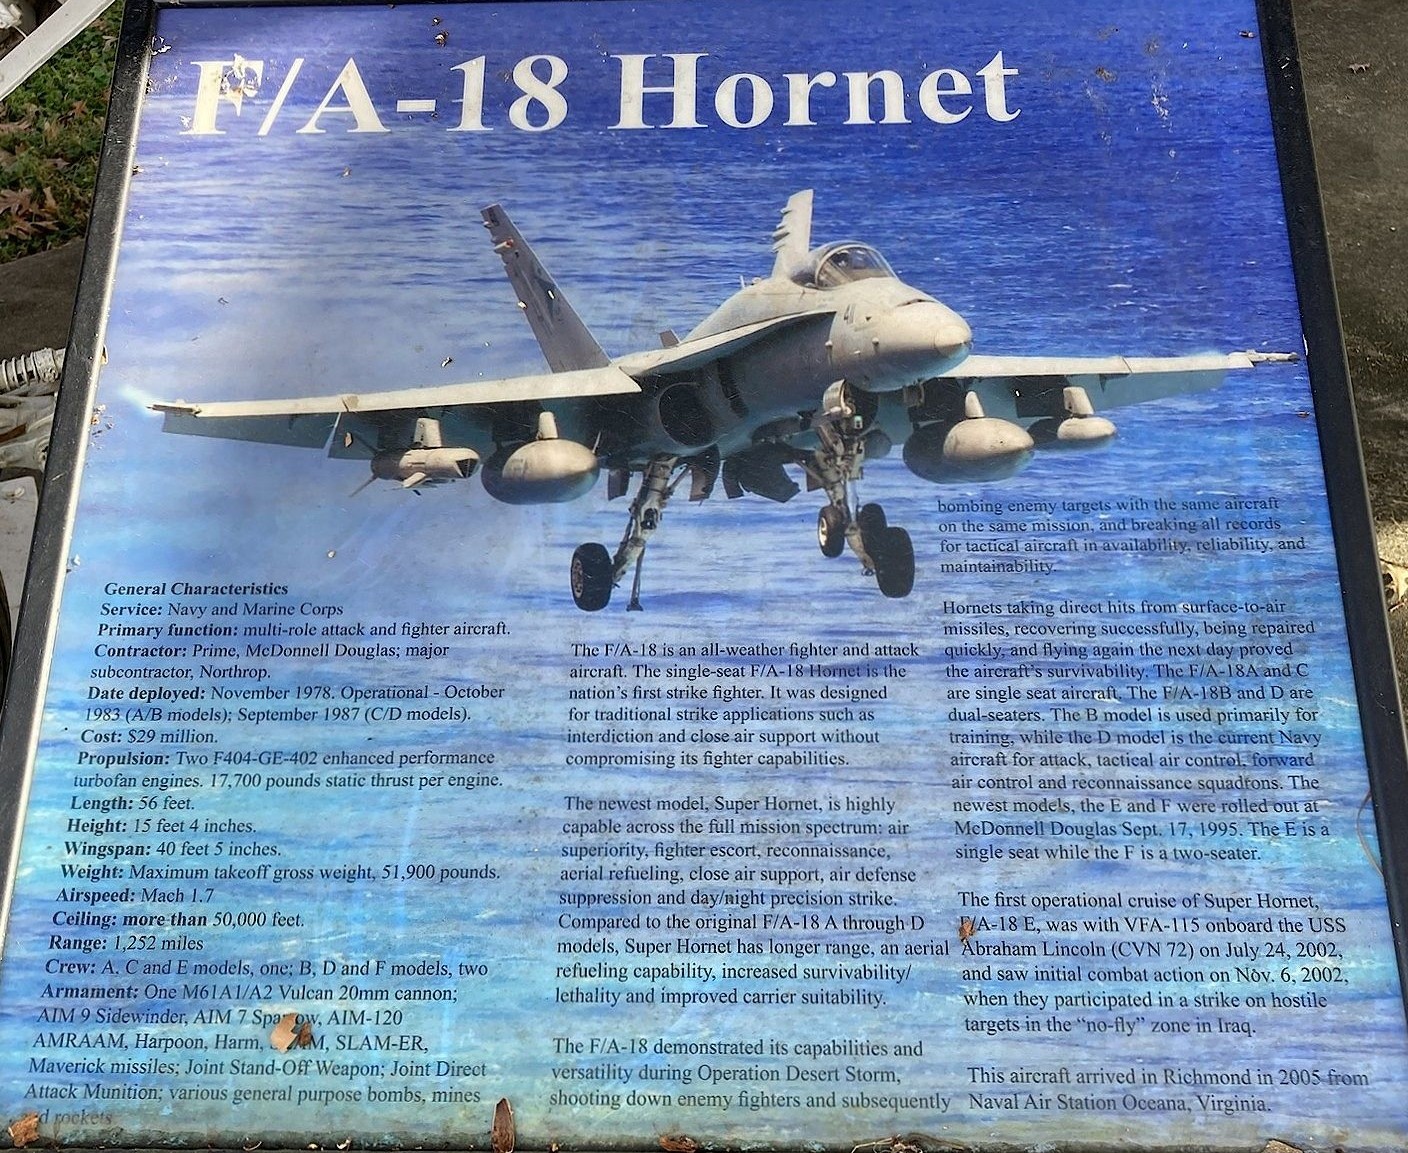 F/A-18 Hornet
General Characteristics
Service: Navy and Marine Corps
Primary function: multi-role attack and fighter aircraft.
Contractor: Prime, McDonnell Douglas; major
subcontractor, Northrop.
Date deployed: November 1978. Operational - October
1983 (A/B models); September 1987 (C/D models).
Cost: $29 million.
Propulsion: Two F404-GE-402 enhanced performance
turbofan engines. 17,700 pounds static thrust per engine.
Length: 56 feet.
Height: 15 feet 4 inches.
Wingspan: 40 feet 5 inches.
Weight: Maximum takeoff gross weight, 51,900 pounds.
Airspeed: Mach 1.7
Ceiling: more than 50,000 feet.
Range: 1,252 miles
Crew: A, C and E models, one; B, D and F models, two
Armament: One M61A1/A2 Vulcan 20mm cannon;
AIM 9 Sidewinder, AIM 7 Sparrow, AIM-120
AMRAAM, Harpoon, Harm, SLAM-ER,
Maverick missiles; Joint Stand-Off Weapon; Joint Direct
Attack Munition; various general purpose bombs, mines
and rockets
The F/A-18 is an all-weather fighter and attack
aircraft. The single-seat F/A-18 Hornet is the
nation's first strike fighter. It was designed
for traditional strike applications such as
interdiction and close air support without
compromising its fighter capabilities.
The newest model, Super Hornet, is highly
capable across the full mission spectrum: air
superiority, fighter escort, reconnaissance,
aerial refueling, close air support, air defense
suppression and day/night precision strike.
Compared to the original F/A-18 A through D
models, Super Hornet has longer range, an aerial
refueling capability, increased survivability/
lethality and improved carrier suitability.
The F/A-18 demonstrated its capabilities and
versatility during Operation Desert Storm,
shooting down enemy fighters and subsequently
bombing enemy targets with the same aircraft
on the same mission, and breaking all records
for tactical aircraft in availability, reliability, and
maintainability.
Hornets taking direct hits from surface-to-air
missiles, recovering successfully, being repaired
quickly, and flying again the next day proved
the aircraft's survivability. The F/A-18A and C
are single seat aircraft. The F/A-18B and D are
dual-seaters. The B model is used primarily for
training, while the D model is the current Navy
aircraft for attack, tactical air control, forward
air control and reconnaissance squadrons. The
newest models, the E and F were rolled out at
McDonnell Douglas Sept. 17, 1995. The E is a
single seat while the F is a two-seater.
The first operational cruise of Super Hornet,
F/A-18 E, was with VFA-115 onboard the USS
Abraham Lincoln (CVN 72) on July 24, 2002,
and saw initial combat action on Nov. 6, 2002,
when they participated in a strike on hostile
targets in the "no-fly" zone in Iraq.
This aircraft arrived in Richmond in 2005 from
Naval Air Station Oceana, Virginia.